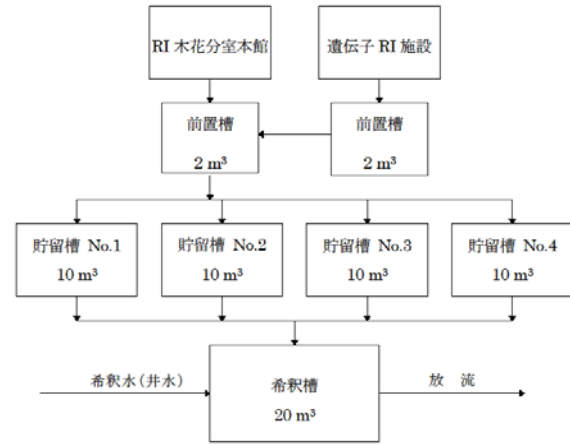 RI 木花分室本館
遺伝子 RI 施設
前置槽
2 m³
前置槽
2 m³
貯留槽 No.1
10 m³
貯留槽 No.2
10 m³
貯留槽 No.3
10 m³
貯留槽 No.4
10 m³
希釈水(井水)
希釈槽
20 m³
放　流